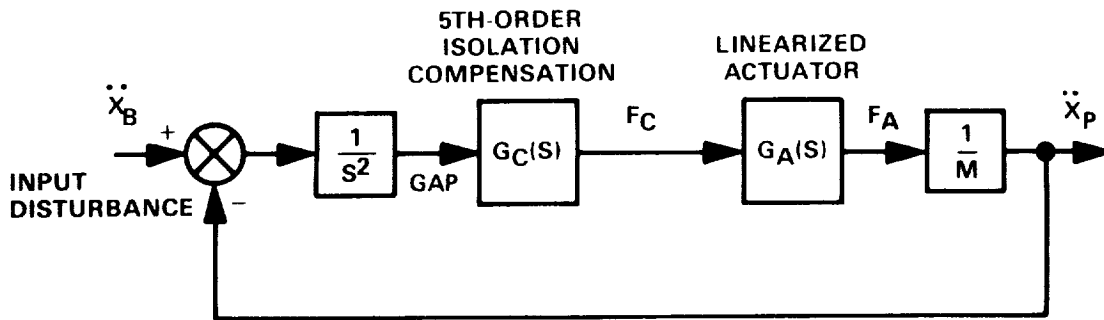 5TH-ORDER
ISOLATION
COMPENSATION
LINEARIZED
ACTUATOR
Ẍ_B
+
INPUT
DISTURBANCE
−
1
S²
GAP
G_C(S)
F_C
G_A(S)
F_A
1
M
Ẍ_P